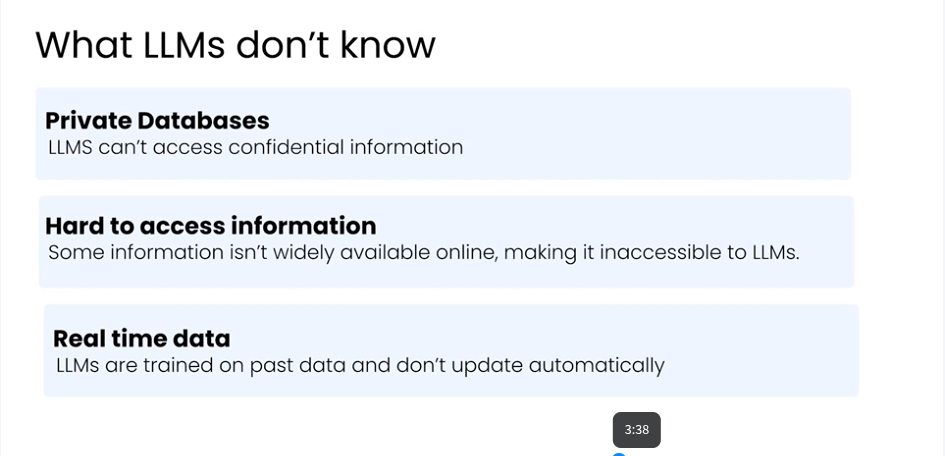 What LLMs don’t know
Private Databases
LLMS can’t access confidential information
Hard to access information
Some information isn’t widely available online, making it inaccessible to LLMs.
Real time data
LLMs are trained on past data and don’t update automatically
3:38